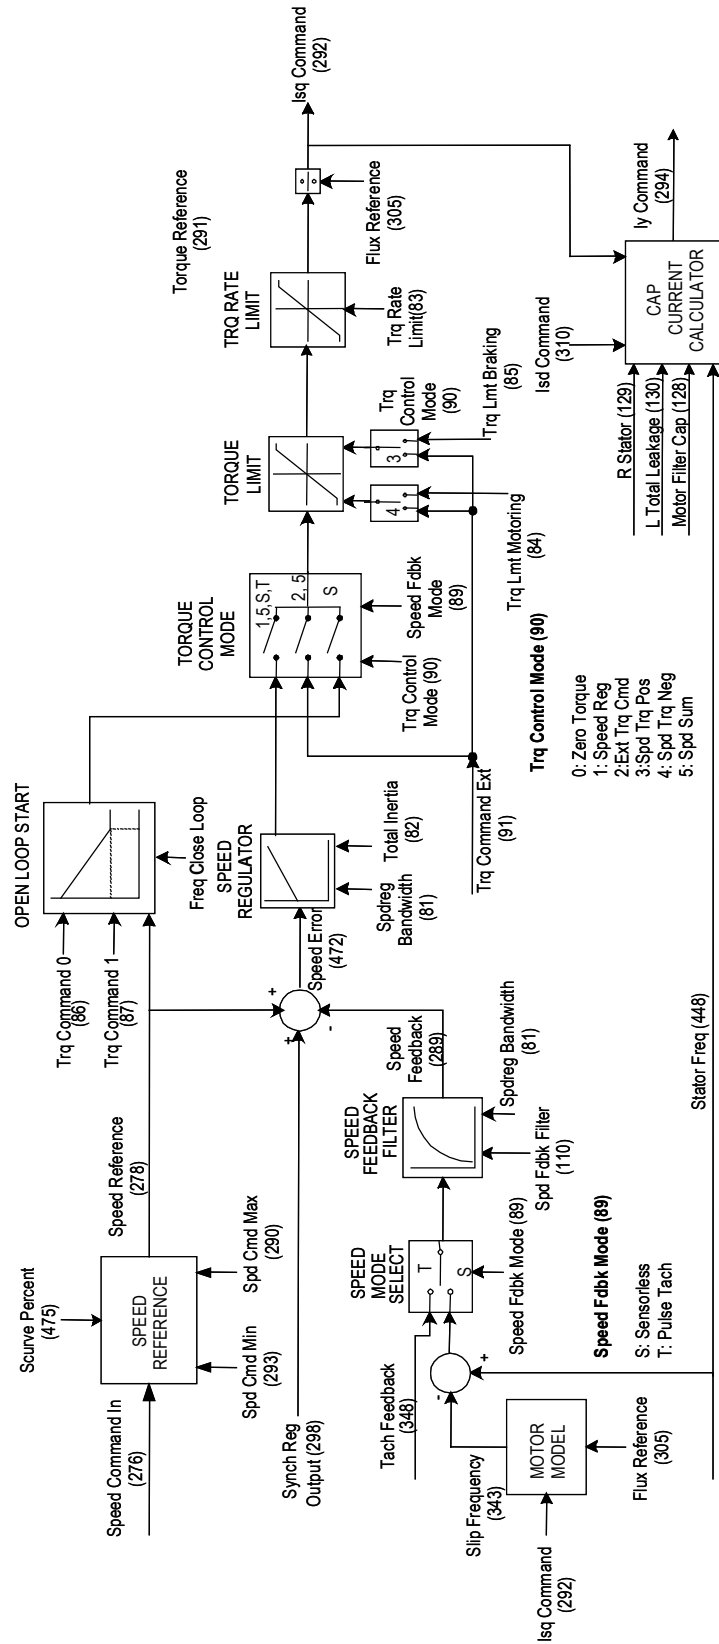 Speed Command In
(276)
Scurve Percent
(475)
SPEED
REFERENCE
Spd Cmd Min
(293)
Spd Cmd Max
(290)
Speed Reference
(278)
Trq Command 0
(86)
Trq Command 1
(87)
OPEN LOOP START
Freq Close Loop
Synch Reg
Output (298)
+
+
-
Speed Error
(472)
SPEED
REGULATOR
Spdreg
Bandwidth
(81)
Total Inertia
(82)
TORQUE
CONTROL
MODE
1,5,S,T
2, 5
S
Trq Control
Mode (90)
Speed Fdbk
Mode
(89)
TORQUE
LIMIT
4
3
Trq
Control
Mode
(90)
Trq Lmt Motoring
(84)
Trq Lmt Braking
(85)
TRQ RATE
LIMIT
Trq Rate
Limit(83)
Torque Reference
(291)
Flux Reference
(305)
Isq Command
(292)
Tach Feedback
(348)
SPEED
MODE
SELECT
T
S
Speed Fdbk Mode (89)
SPEED
FEEDBACK
FILTER
Spd Fdbk Filter
(110)
Spdreg Bandwidth
(81)
Speed
Feedback
(289)
Trq Command Ext
(91)
Slip Frequency
(343)
-
+
MOTOR
MODEL
Isq Command
(292)
Flux Reference
(305)
Speed Fdbk Mode (89)
S: Sensorless
T: Pulse Tach
Trq Control Mode (90)
0: Zero Torque
1: Speed Reg
2:Ext Trq Cmd
3:Spd Trq Pos
4: Spd Trq Neg
5: Spd Sum
Stator Freq (448)
R Stator (129)
L Total Leakage (130)
Motor Filter Cap (128)
Isd Command
(310)
CAP
CURRENT
CALCULATOR
Iy Command
(294)